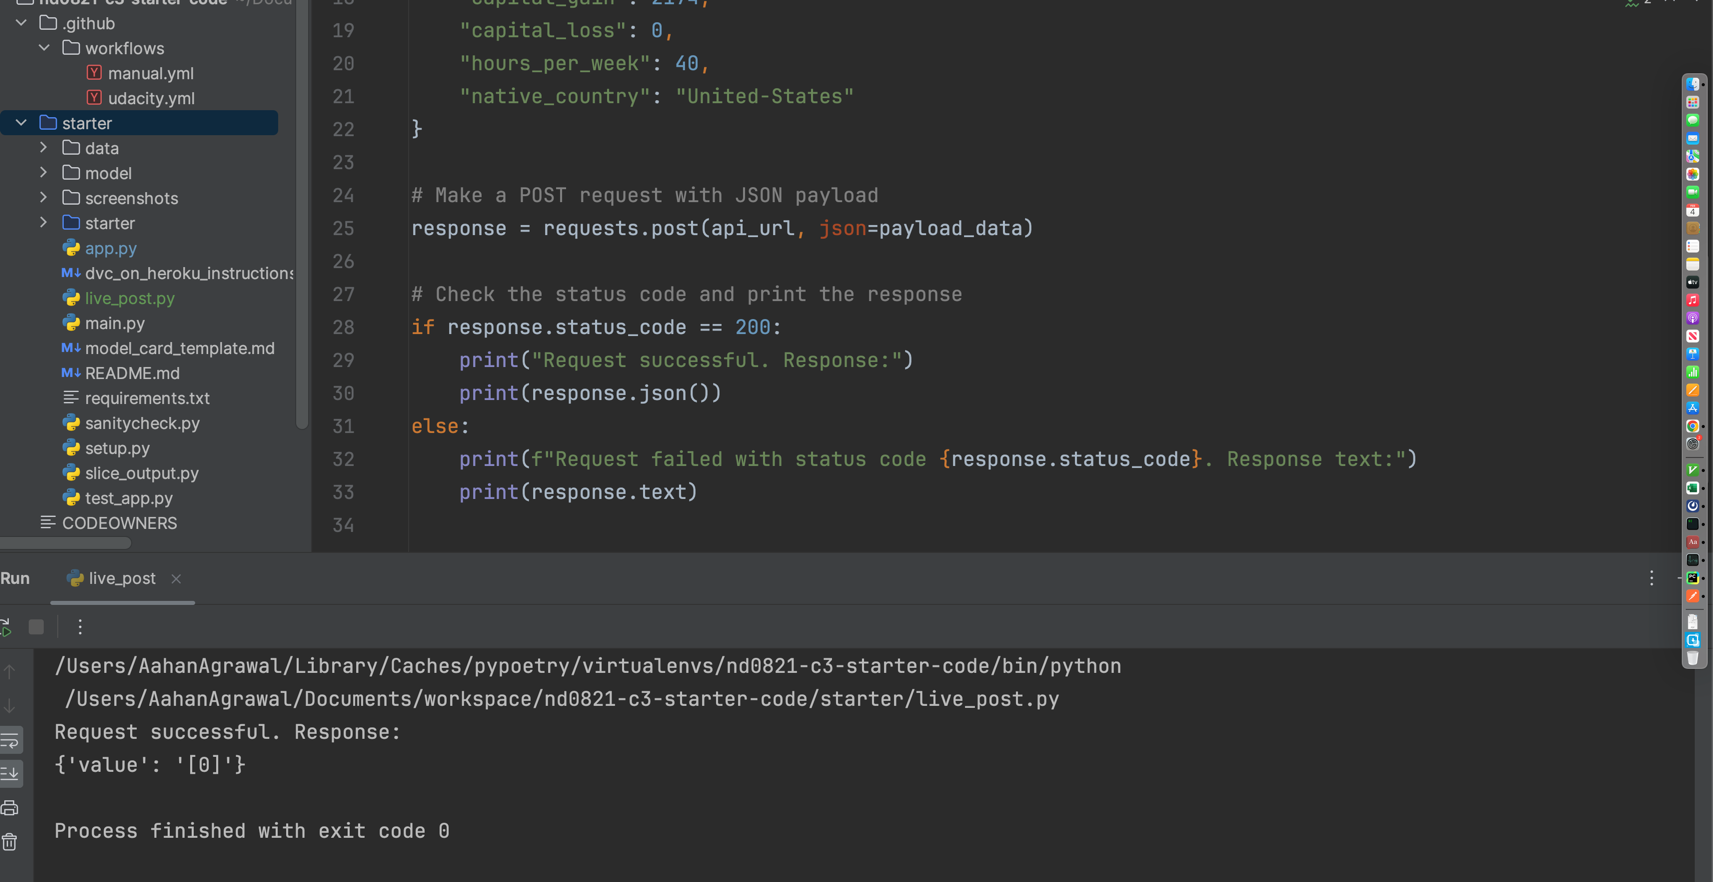 nd0821-c3-starter-code ~/Docu
.github
workflows
manual.yml
udacity.yml
starter
data
model
screenshots
starter
app.py
dvc_on_heroku_instructions
live_post.py
main.py
model_card_template.md
README.md
requirements.txt
sanitycheck.py
setup.py
slice_output.py
test_app.py
CODEOWNERS
18 "capital_gain": 2174,
19 "capital_loss": 0,
20 "hours_per_week": 40,
21 "native_country": "United-States"
22 }
23
24 # Make a POST request with JSON payload
25 response = requests.post(api_url, json=payload_data)
26
27 # Check the status code and print the response
28 if response.status_code == 200:
29 print("Request successful. Response:")
30 print(response.json())
31 else:
32 print(f"Request failed with status code {response.status_code}. Response text:")
33 print(response.text)
34
Run live_post
/Users/AahanAgrawal/Library/Caches/pypoetry/virtualenvs/nd0821-c3-starter-code/bin/python
/Users/AahanAgrawal/Documents/workspace/nd0821-c3-starter-code/starter/live_post.py
Request successful. Response:
{'value': '[0]'}
Process finished with exit code 0